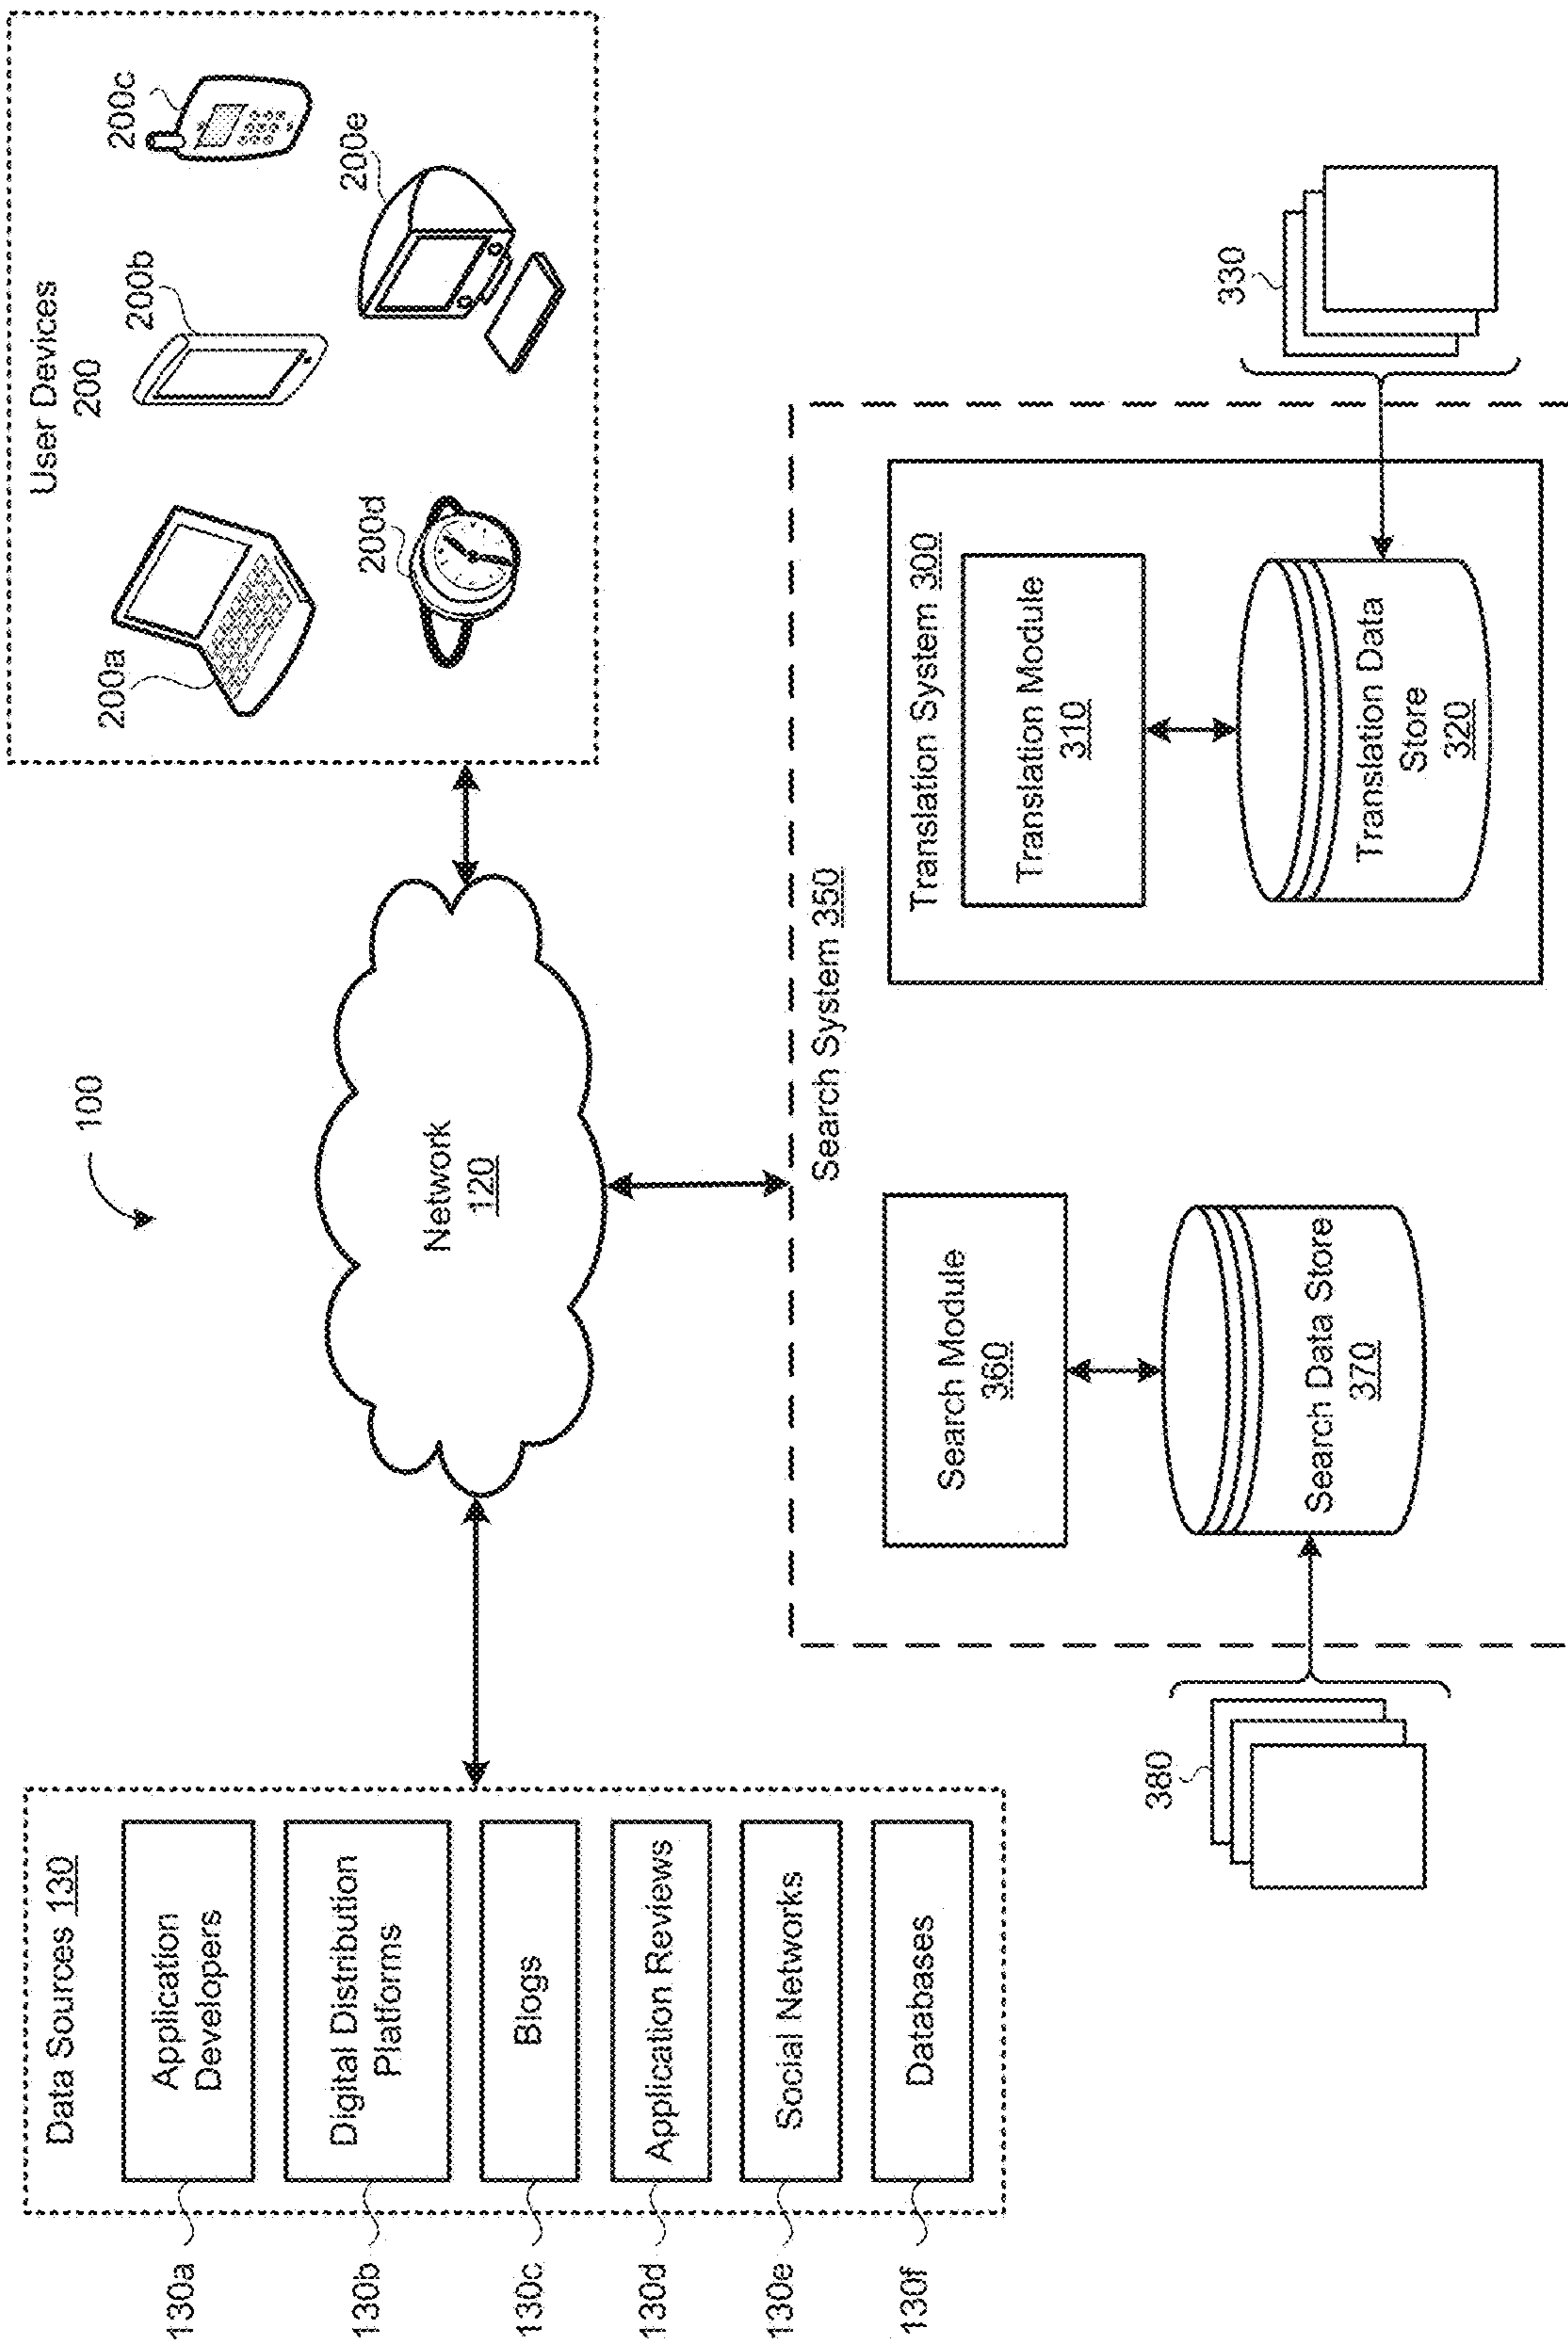 100
Data Sources 130
130a
Application
Developers
130b
Digital Distribution
Platforms
130c
Blogs
130d
Application Reviews
130e
Social Networks
130f
Databases
Network
120
User Devices
200
200a
200b
200c
200d
200e
Search System 350
Search Module
360
Search Data Store
370
380
Translation System 300
Translation Module
310
Translation Data
Store
320
330